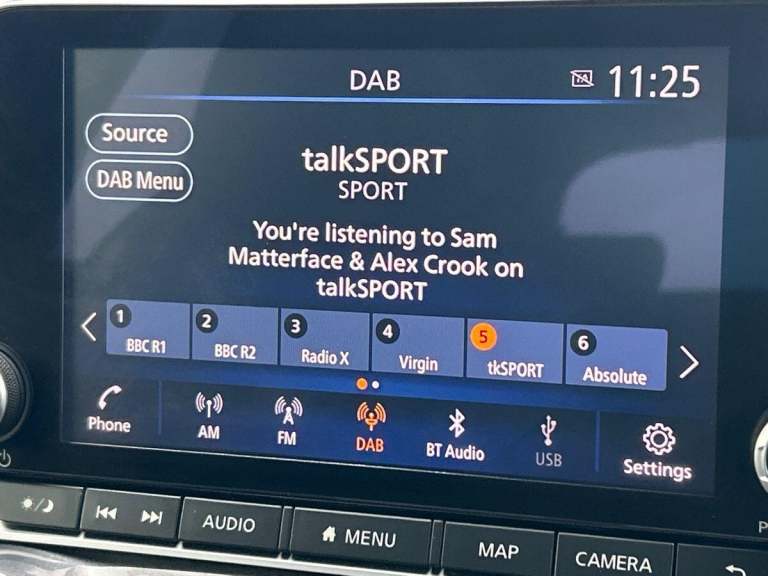 DAB
TA
11:25
Source
DAB Menu
talkSPORT
SPORT
You're listening to Sam
Matterface & Alex Crook on
talkSPORT
1 2 3 4 5 6
BBC R1 BBC R2 Radio X Virgin tkSPORT Absolute
Phone AM FM DAB BT Audio USB Settings
AUDIO MENU MAP CAMERA
P